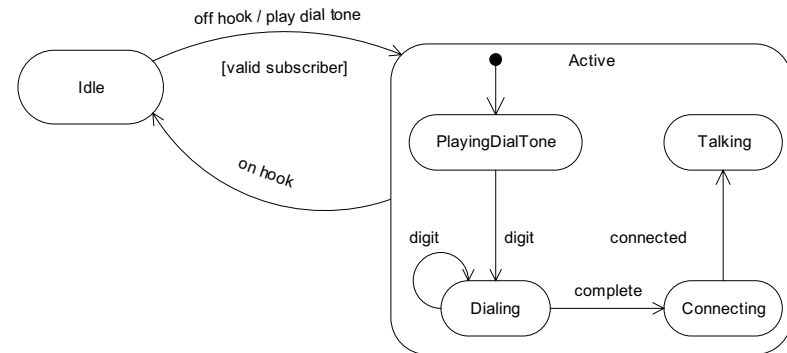 off hook / play dial tone
[valid subscriber]
Idle
on hook
Active
PlayingDialTone
Talking
digit
digit
connected
Dialing
complete
Connecting